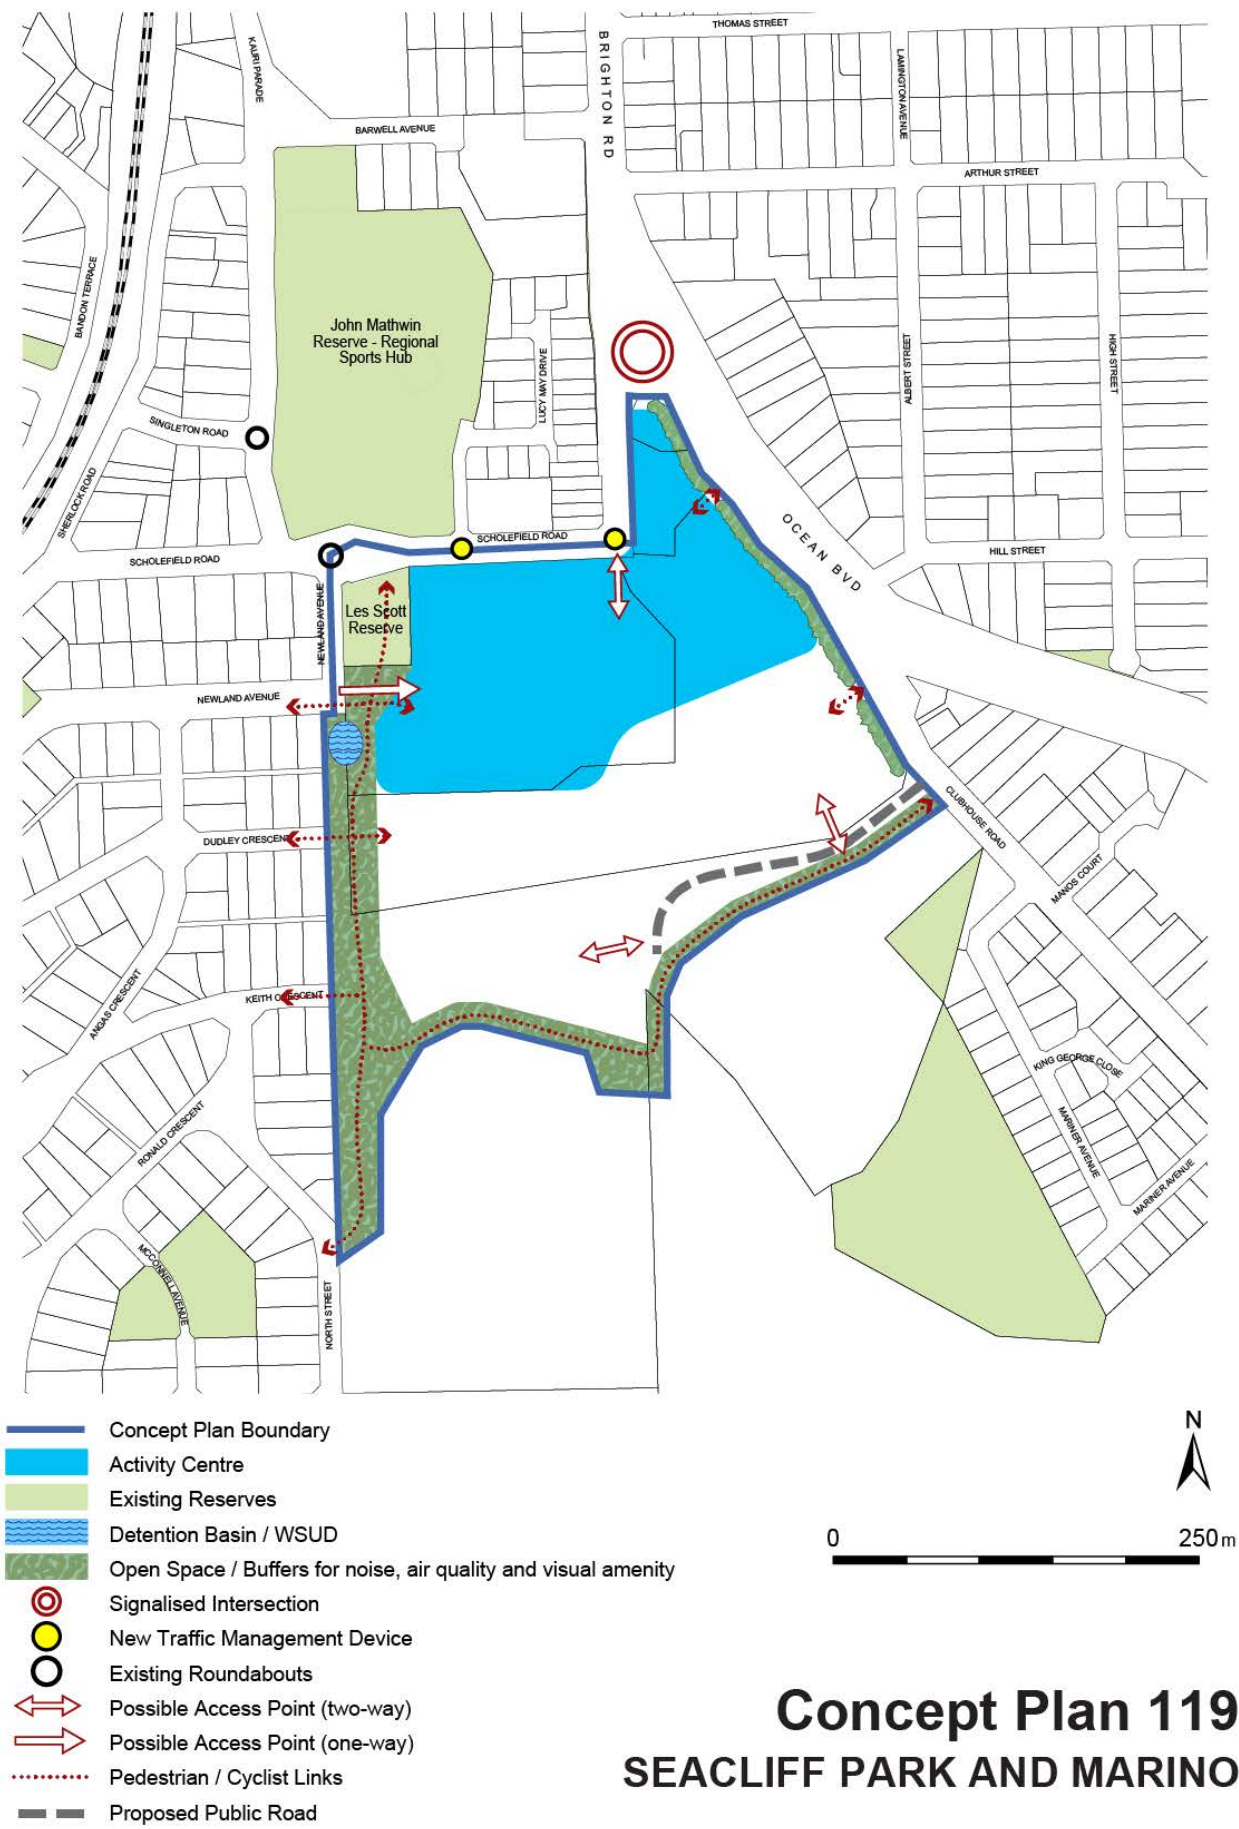 THOMAS STREET
KAURI PARADE
BRIGHTON RD
LAMINGTON AVENUE
BARWELL AVENUE
ARTHUR STREET
BANDON TERRACE
John Mathwin
Reserve - Regional
Sports Hub
LUCY MAY DRIVE
ALBERT STREET
HIGH STREET
SINGLETON ROAD
SHERLOCK ROAD
SCHOLEFIELD ROAD
OCEAN BVD
HILL STREET
SCHOLEFIELD ROAD
NEWLAND AVENUE
Les Scott
Reserve
NEWLAND AVENUE
CLUBHOUSE ROAD
DUDLEY CRESCENT
MANOS COURT
ANGAS CRESCENT
KEITH CRESCENT
KING GEORGE CLOSE
RONALD CRESCENT
MARINER AVENUE
MARINER AVENUE
MCCONNELL AVENUE
NORTH STREET
Concept Plan Boundary
Activity Centre
Existing Reserves
Detention Basin / WSUD
Open Space / Buffers for noise, air quality and visual amenity
Signalised Intersection
New Traffic Management Device
Existing Roundabouts
Possible Access Point (two-way)
Possible Access Point (one-way)
Pedestrian / Cyclist Links
Proposed Public Road
N
0 250m
Concept Plan 119
SEACLIFF PARK AND MARINO